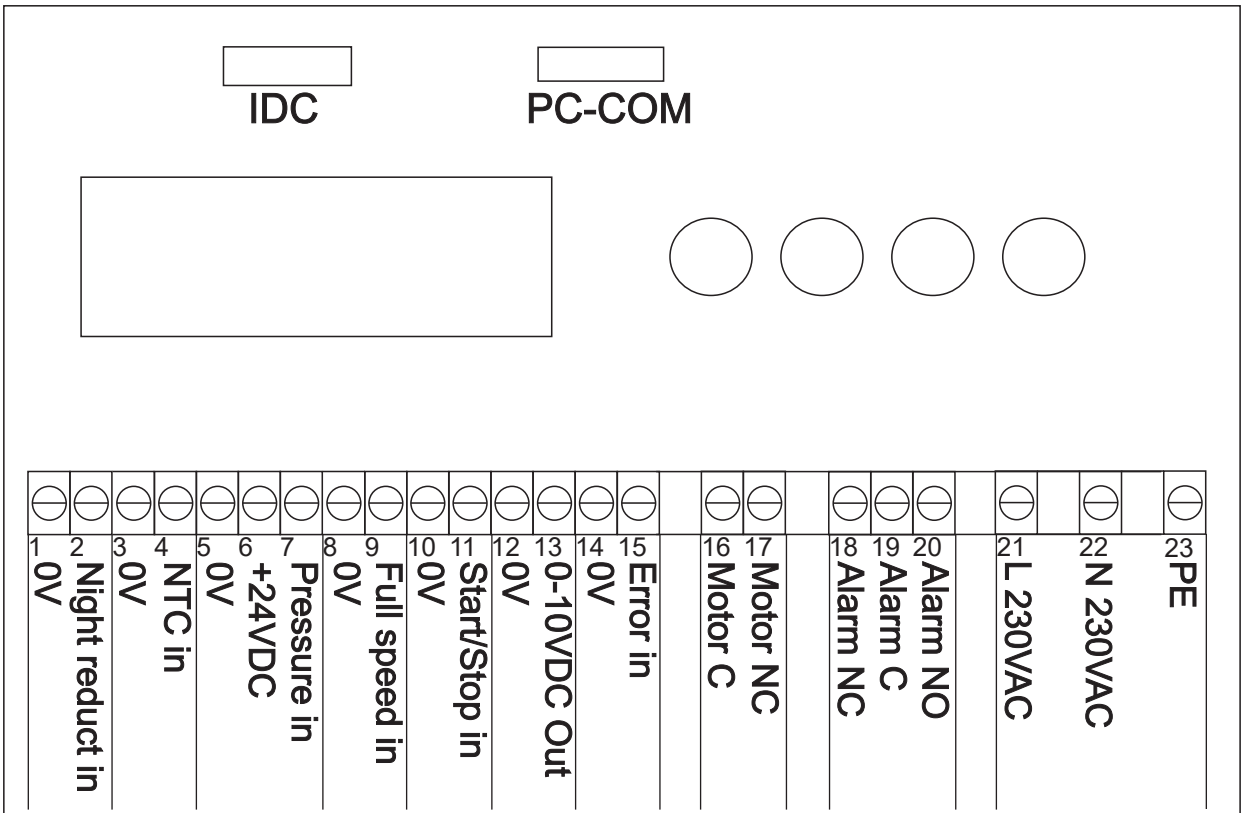 IDC
PC-COM
1 0V
2 Night reduct in
3 0V
4 NTC in
5 0V
6 +24VDC
7 Pressure in
8 0V
9 Full speed in
10 0V
11 Start/Stop in
12 0V
13 0-10VDC Out
14 0V
15 Error in
16 Motor C
17 Motor NC
18 Alarm NC
19 Alarm C
20 Alarm NO
21 L 230VAC
22 N 230VAC
23 PE